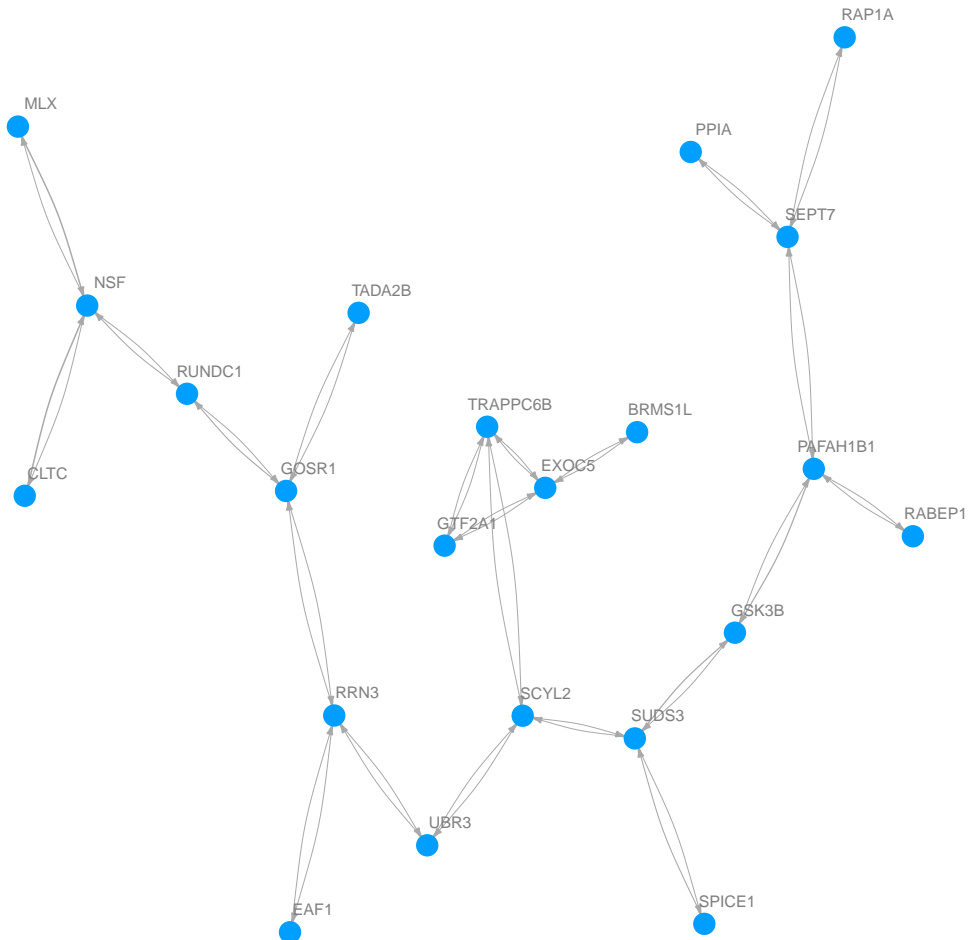 RAP1A
MLX
PPIA
SEPT7
NSF
TADA2B
RUNDC1
TRAPPC6B
BRMS1L
PAFAH1B1
EXOC5
CLTC
GOSR1
RABEP1
GTF2A1
GSK3B
RRN3
SCYL2
SUDS3
UBR3
EAF1
SPICE1